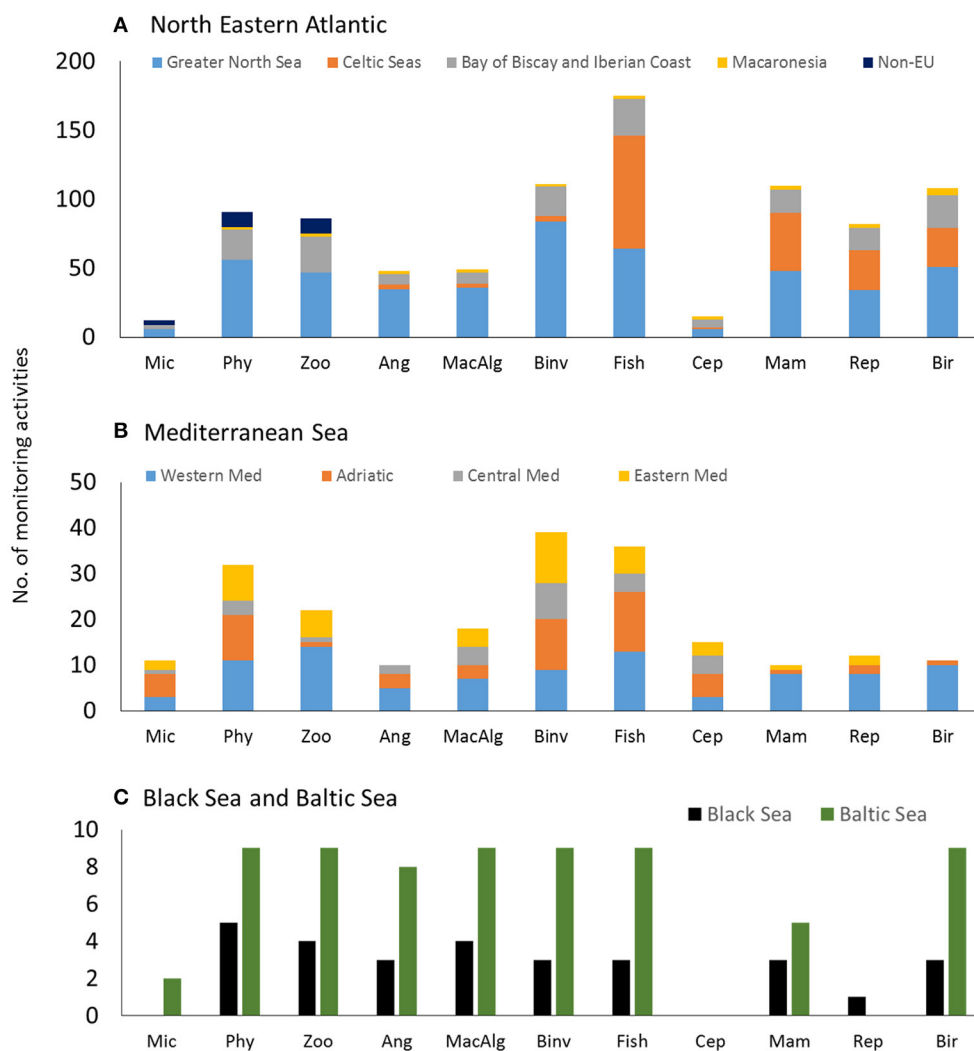 A North Eastern Atlantic
Greater North Sea Celtic Seas Bay of Biscay and Iberian Coast Macaronesia Non-EU
200
150
100
50
0
Mic Phy Zoo Ang MacAlg Binv Fish Cep Mam Rep Bir
No. of monitoring activities
B Mediterranean Sea
Western Med Adriatic Central Med Eastern Med
50
40
30
20
10
0
Mic Phy Zoo Ang MacAlg Binv Fish Cep Mam Rep Bir
C Black Sea and Baltic Sea
Black Sea Baltic Sea
10
8
6
4
2
0
Mic Phy Zoo Ang MacAlg Binv Fish Cep Mam Rep Bir